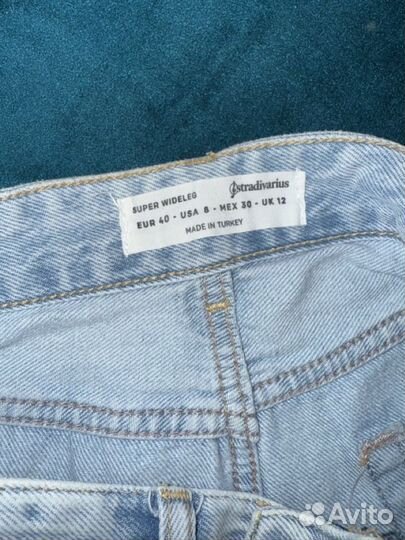 stradivarius
SUPER WIDELEG
EUR 40 - USA 8 - MEX 30 - UK 12
MADE IN TURKEY
Avito